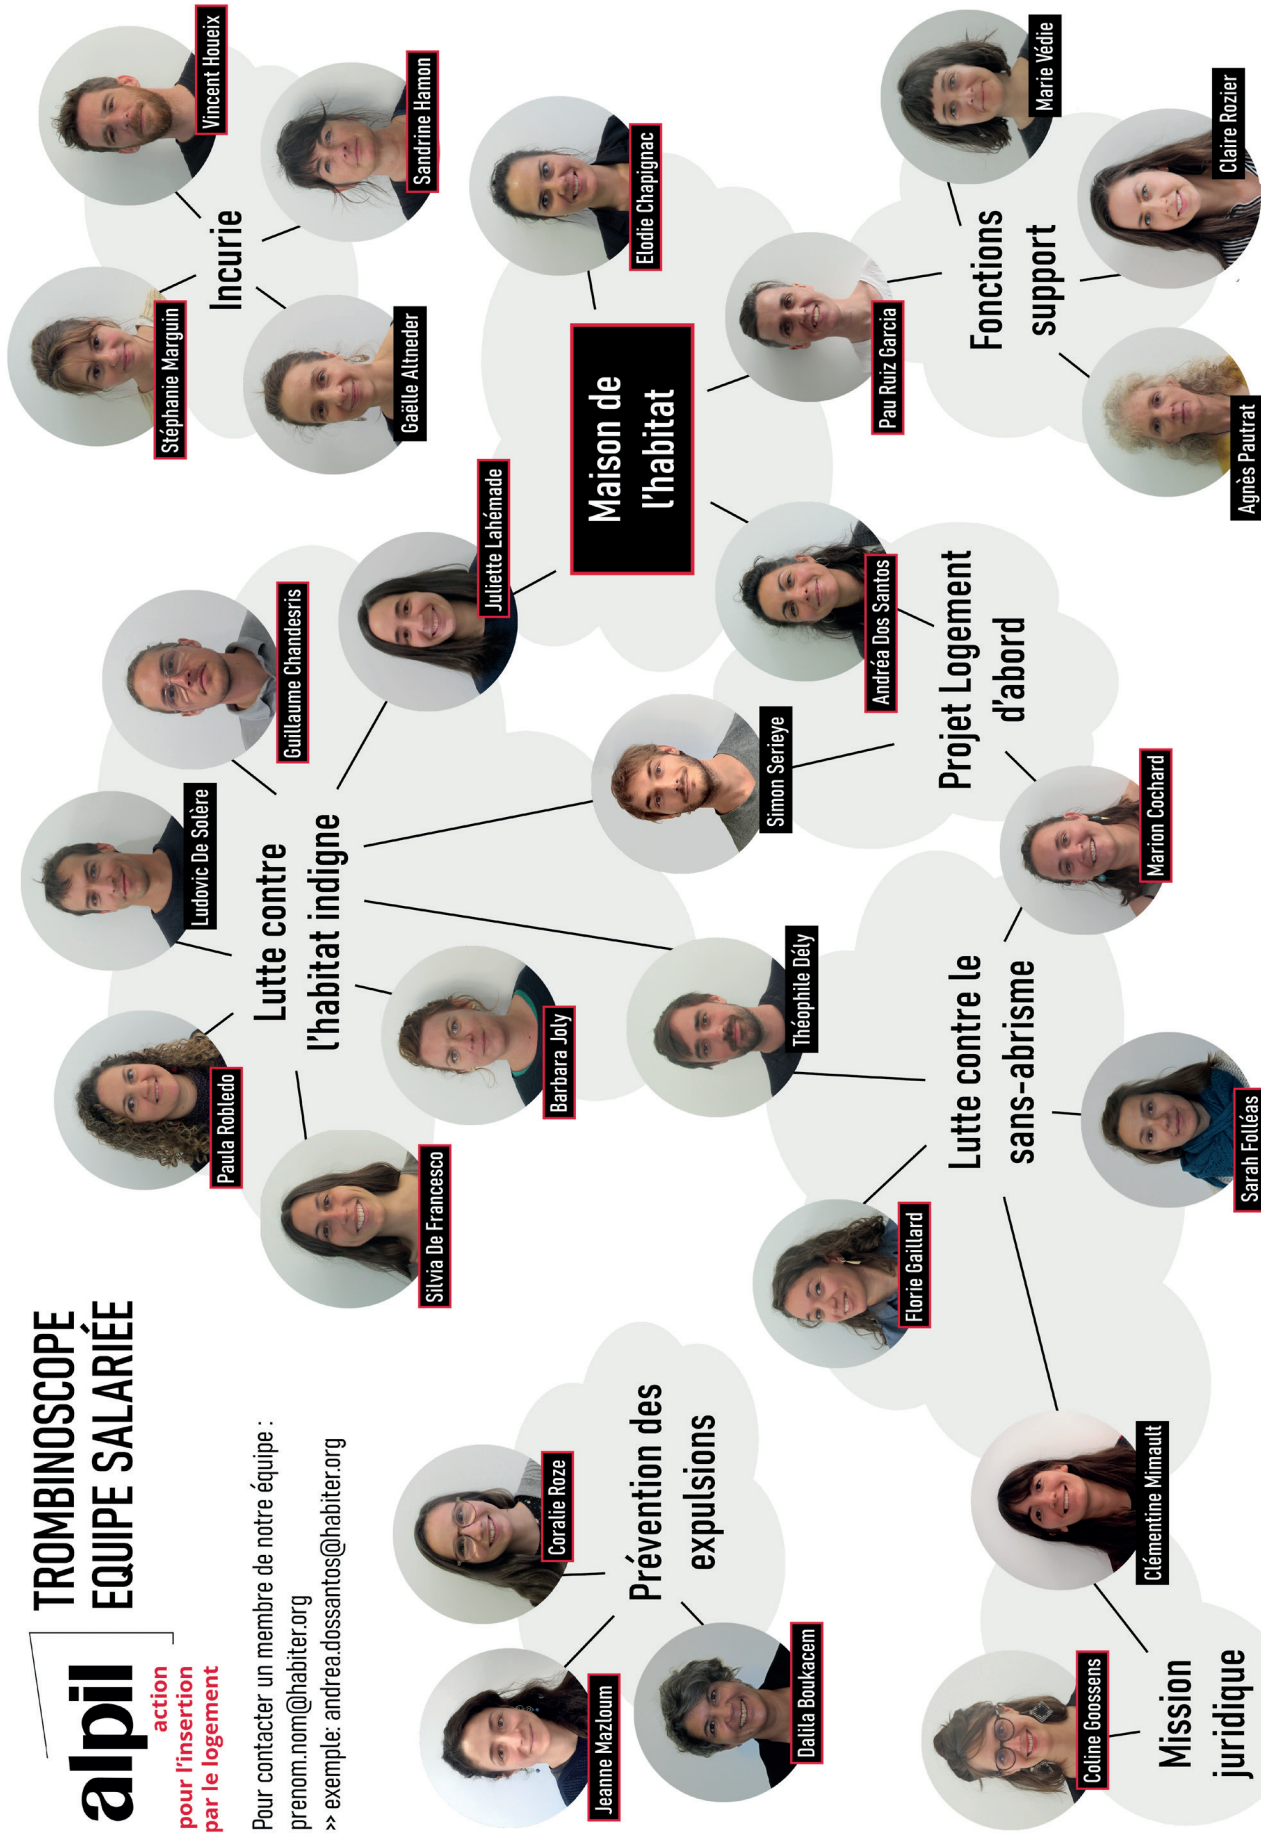 alpil
action
pour l'insertion
par le logement
TROMBINOSCOPE
EQUIPE SALARIÉE
Pour contacter un membre de notre équipe :
prenom.nom@habiter.org
>> exemple: andrea.dossantos@habiter.org
Paula Robledo
Ludovic De Solère
Guillaume Chandesris
Lutte contre
l'habitat indigne
Silvia De Francesco
Barbara Joly
Juliette Lahémade
Stéphanie Marguin
Vincent Houeix
Incurie
Gaëlle Altneder
Sandrine Hamon
Coralie Roze
Jeanne Mazloum
Prévention des
expulsions
Dalila Boukacem
Théophile Dély
Simon Serieye
Maison de
l'habitat
Elodie Chapignac
Florie Gaillard
Andréa Dos Santos
Pau Ruiz Garcia
Lutte contre le
sans-abrisme
Projet Logement
d'abord
Fonctions
support
Marie Védie
Coline Goossens
Clémentine Mimault
Marion Cochard
Mission
juridique
Sarah Folléas
Agnès Pautrat
Claire Rozier